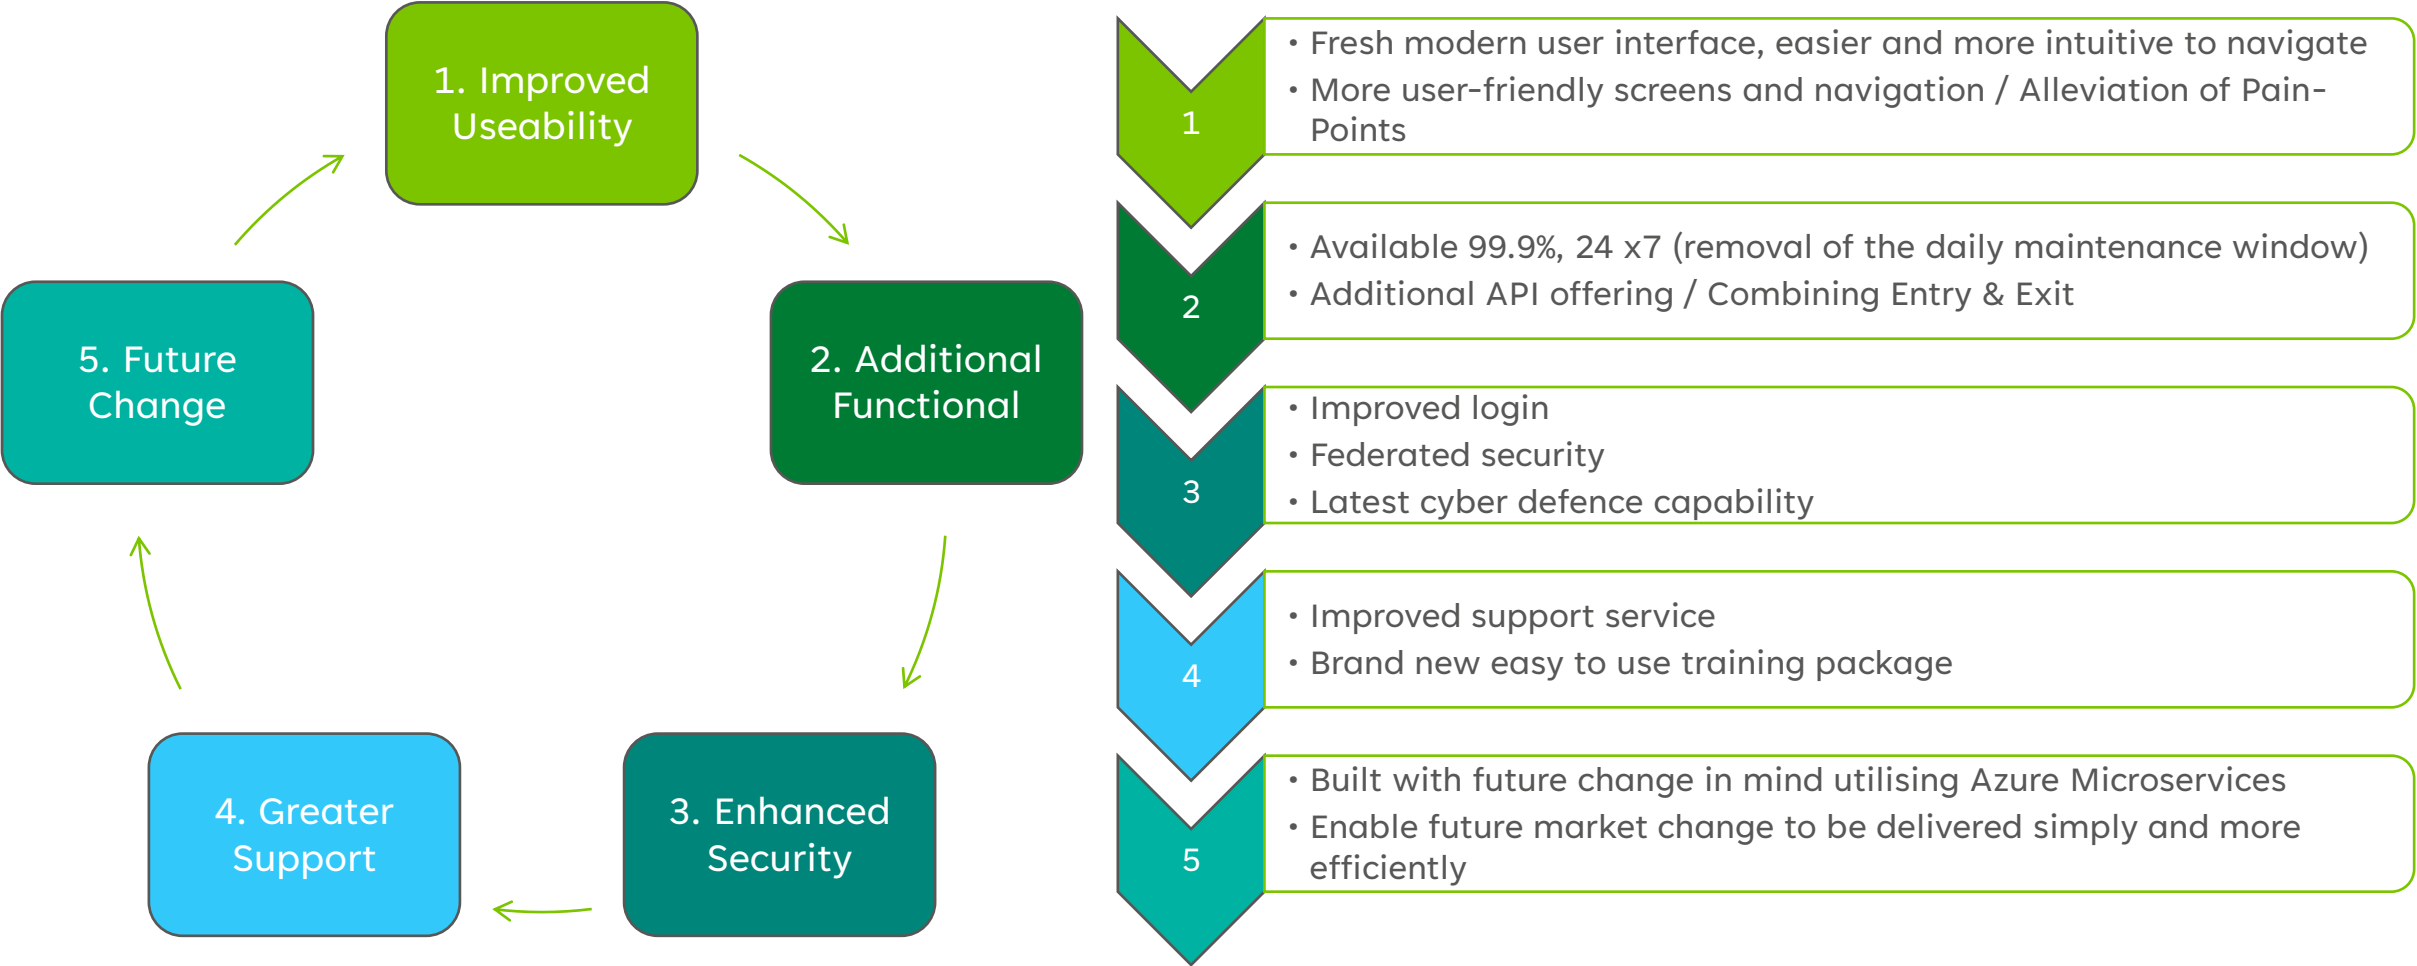 1. Improved
Useability
2. Additional
Functional
3. Enhanced
Security
4. Greater
Support
5. Future
Change
1
• Fresh modern user interface, easier and more intuitive to navigate
• More user-friendly screens and navigation / Alleviation of Pain-
Points
2
• Available 99.9%, 24 x7 (removal of the daily maintenance window)
• Additional API offering / Combining Entry & Exit
3
• Improved login
• Federated security
• Latest cyber defence capability
4
• Improved support service
• Brand new easy to use training package
5
• Built with future change in mind utilising Azure Microservices
• Enable future market change to be delivered simply and more
efficiently